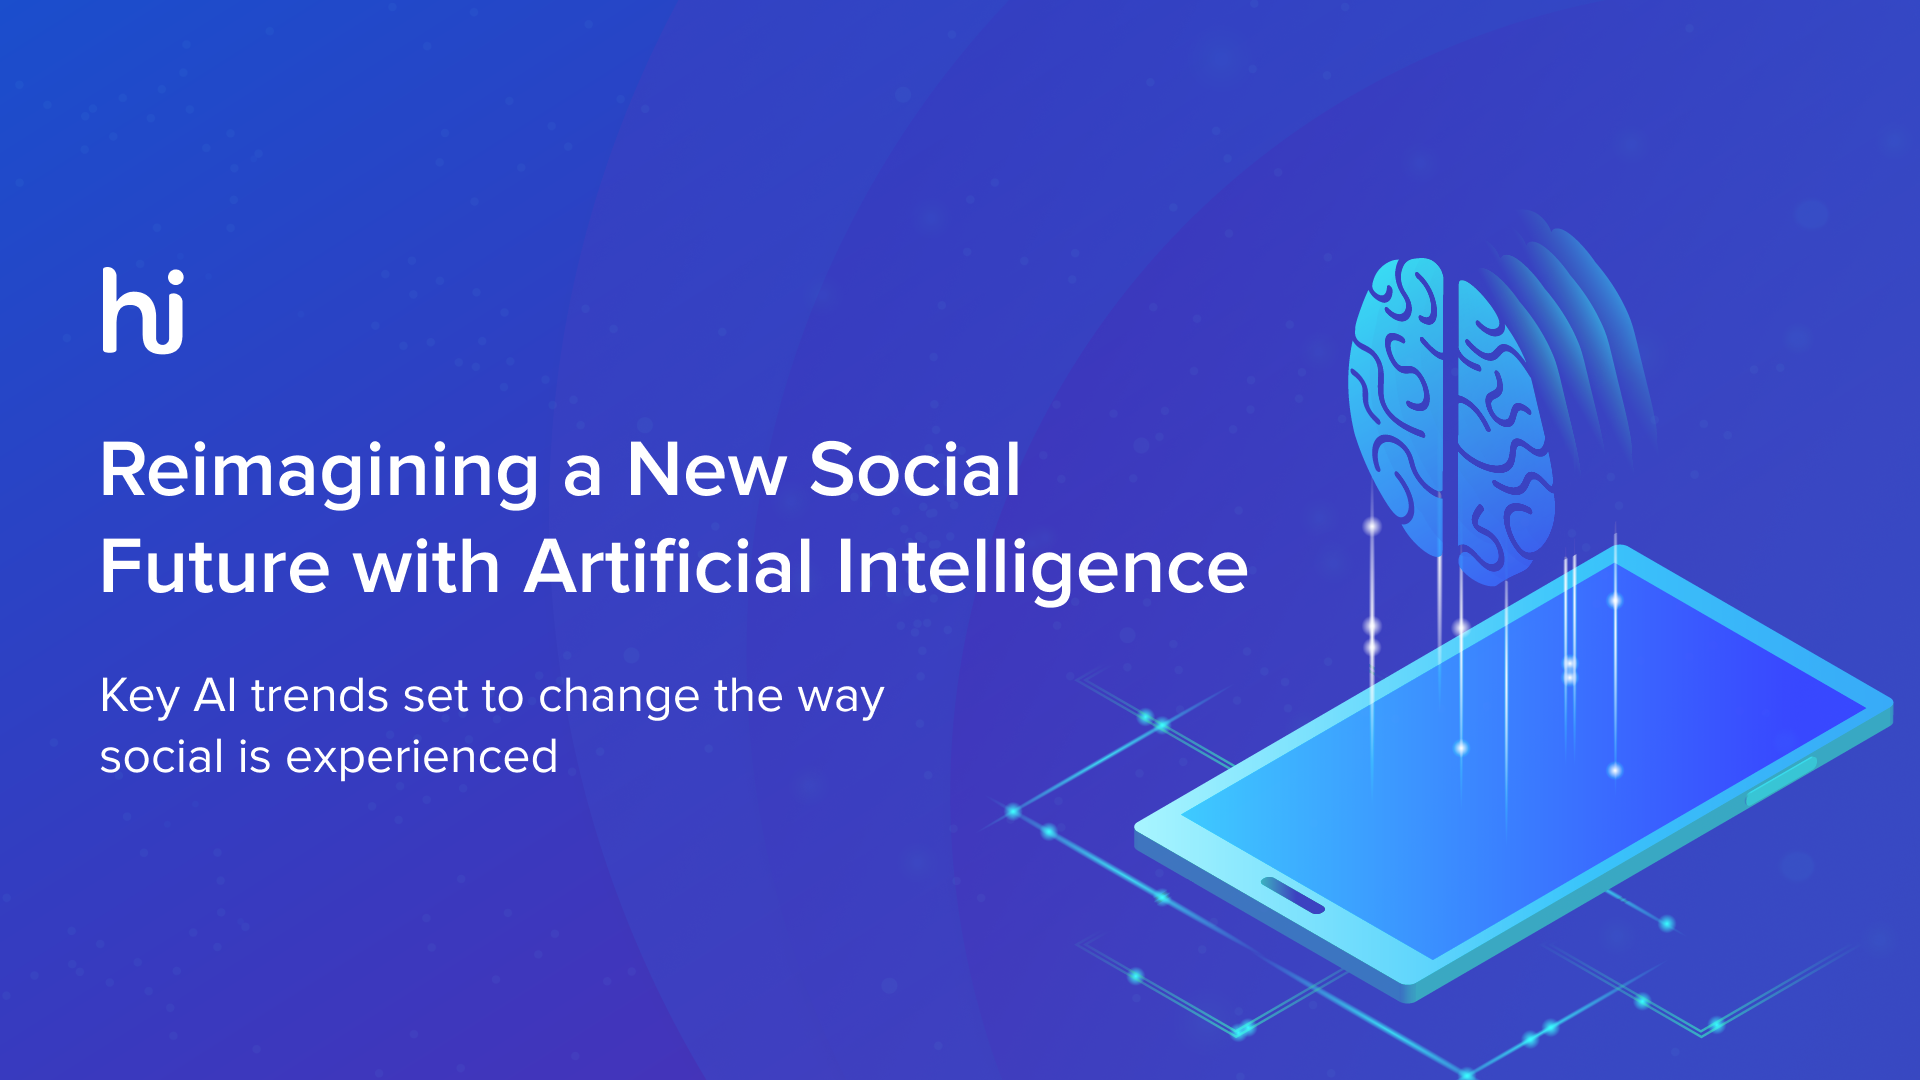 hi
Reimagining a New Social
Future with Artificial Intelligence
Key AI trends set to change the way
social is experienced